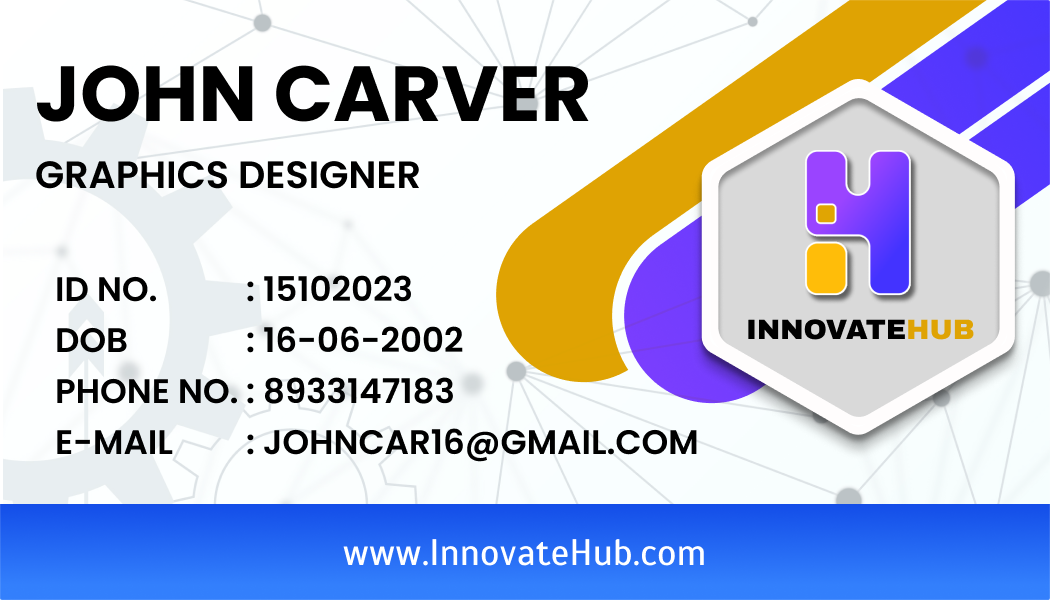 JOHN CARVER
GRAPHICS DESIGNER
ID NO. : 15102023
DOB : 16-06-2002
PHONE NO. : 8933147183
E-MAIL : JOHNCAR16@GMAIL.COM
INNOVATEHUB
www.InnovateHub.com